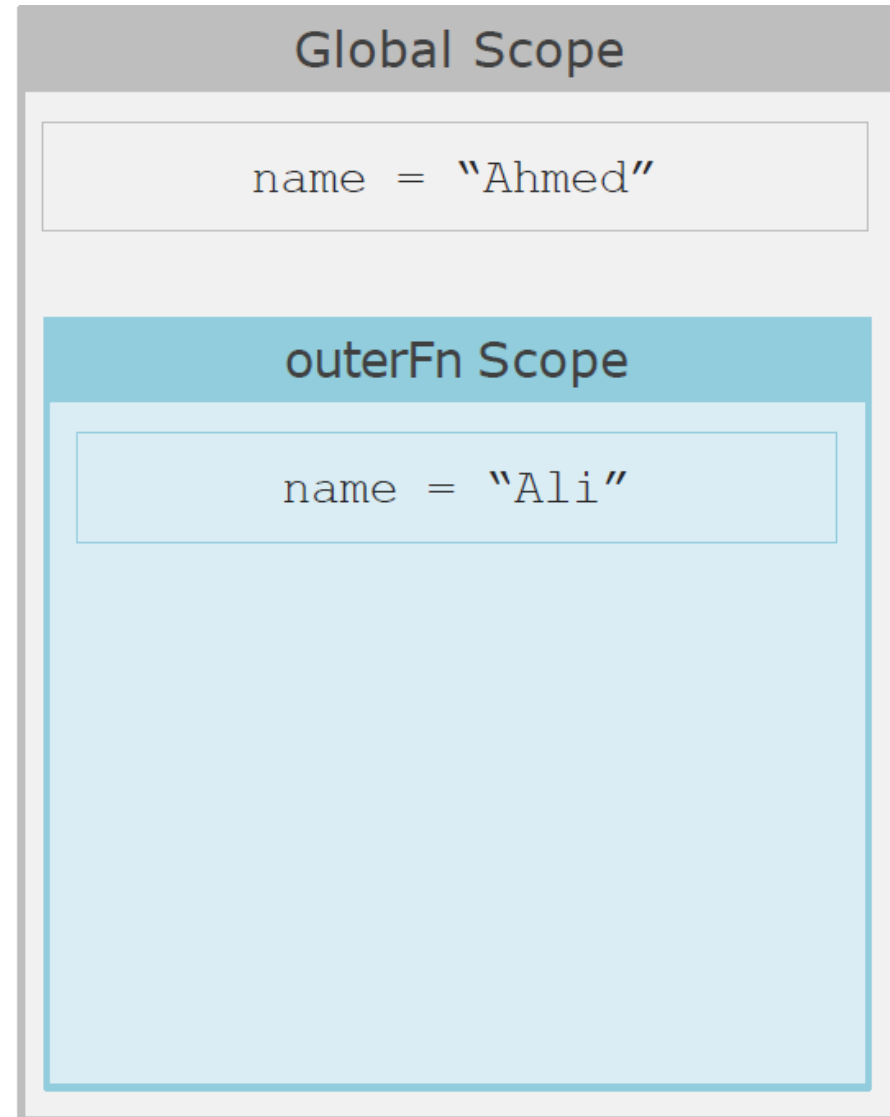 Global Scope
name = “Ahmed”
outerFn Scope
name = “Ali”